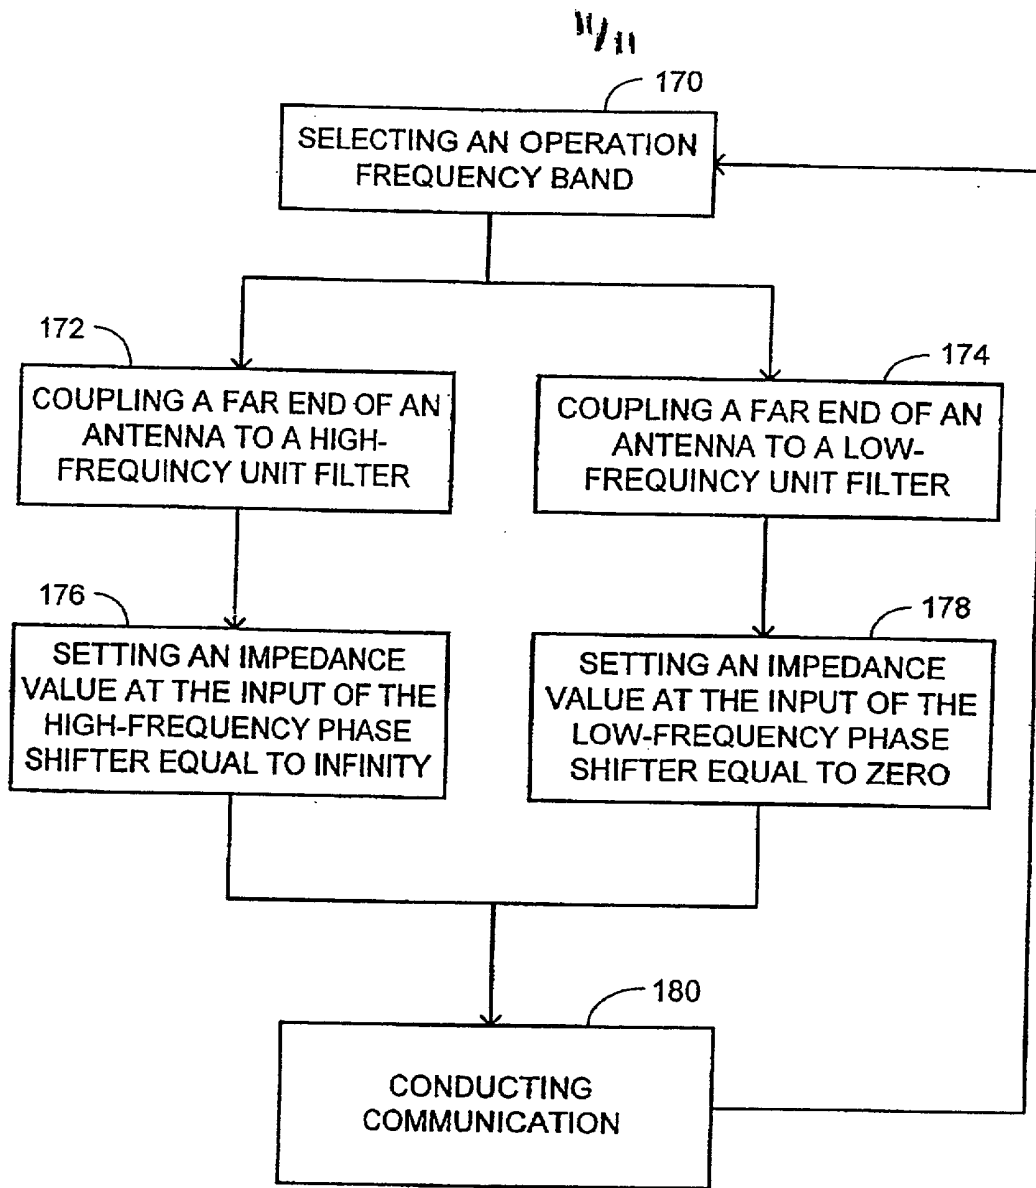 11/11
170
SELECTING AN OPERATION
FREQUENCY BAND
172
174
COUPLING A FAR END OF AN
ANTENNA TO A HIGH-
FREQUINCY UNIT FILTER
COUPLING A FAR END OF AN
ANTENNA TO A LOW-
FREQUINCY UNIT FILTER
176
178
SETTING AN IMPEDANCE
VALUE AT THE INPUT OF THE
HIGH-FREQUENCY PHASE
SHIFTER EQUAL TO INFINITY
SETTING AN IMPEDANCE
VALUE AT THE INPUT OF THE
LOW-FREQUENCY PHASE
SHIFTER EQUAL TO ZERO
180
CONDUCTING
COMMUNICATION